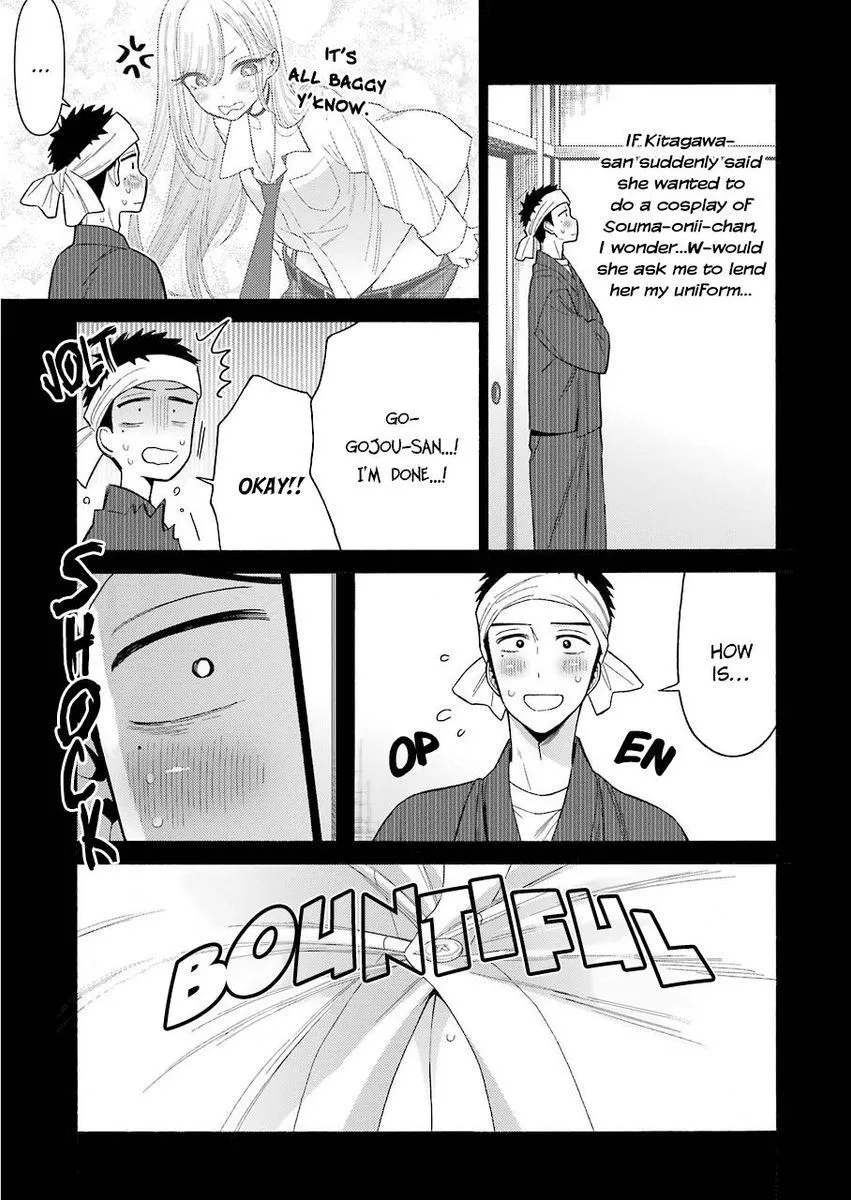 IF Kitagawa-
san suddenly said
she wanted to
do a cosplay of
Souma-onii-chan,
I wonder...W-would
she ask me to lend
her my uniform...
IT'S
ALL BAGGY
Y'KNOW.
...
GO-
GOJOU-SAN...!
I'M DONE...!
OKAY!!
JOLT
HOW
IS...
OP EN
SHOCK
BOUNTIFUL